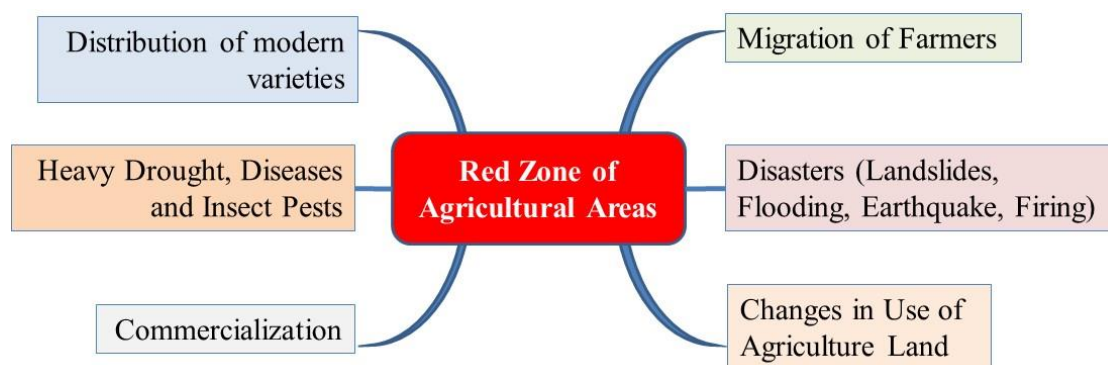 Distribution of modern
varieties
Heavy Drought, Diseases
and Insect Pests
Commercialization
Red Zone of
Agricultural Areas
Migration of Farmers
Disasters (Landslides,
Flooding, Earthquake, Firing)
Changes in Use of
Agriculture Land